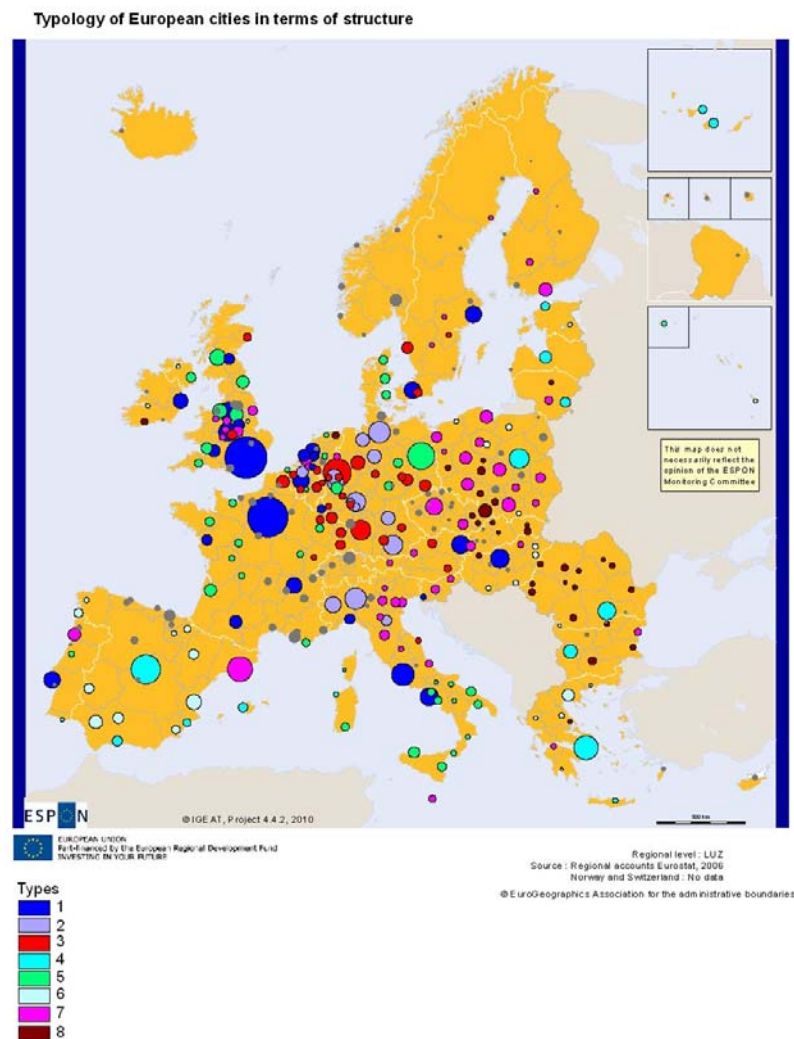 Typology of European cities in terms of structure
This map does not
necessarily reflect the
opinion of the ESPON
Monitoring Committee
ESPON
© IGEAT, Project 4.4.2, 2010
EUROPEAN UNION
Part-financed by the European Regional Development Fund
INVESTING IN YOUR FUTURE
Regional level : LUZ
Source : Regional accounts Eurostat, 2006
Norway and Switzerland : No data
© EuroGeographics Association for the administrative boundaries
Types
1
2
3
4
5
6
7
8